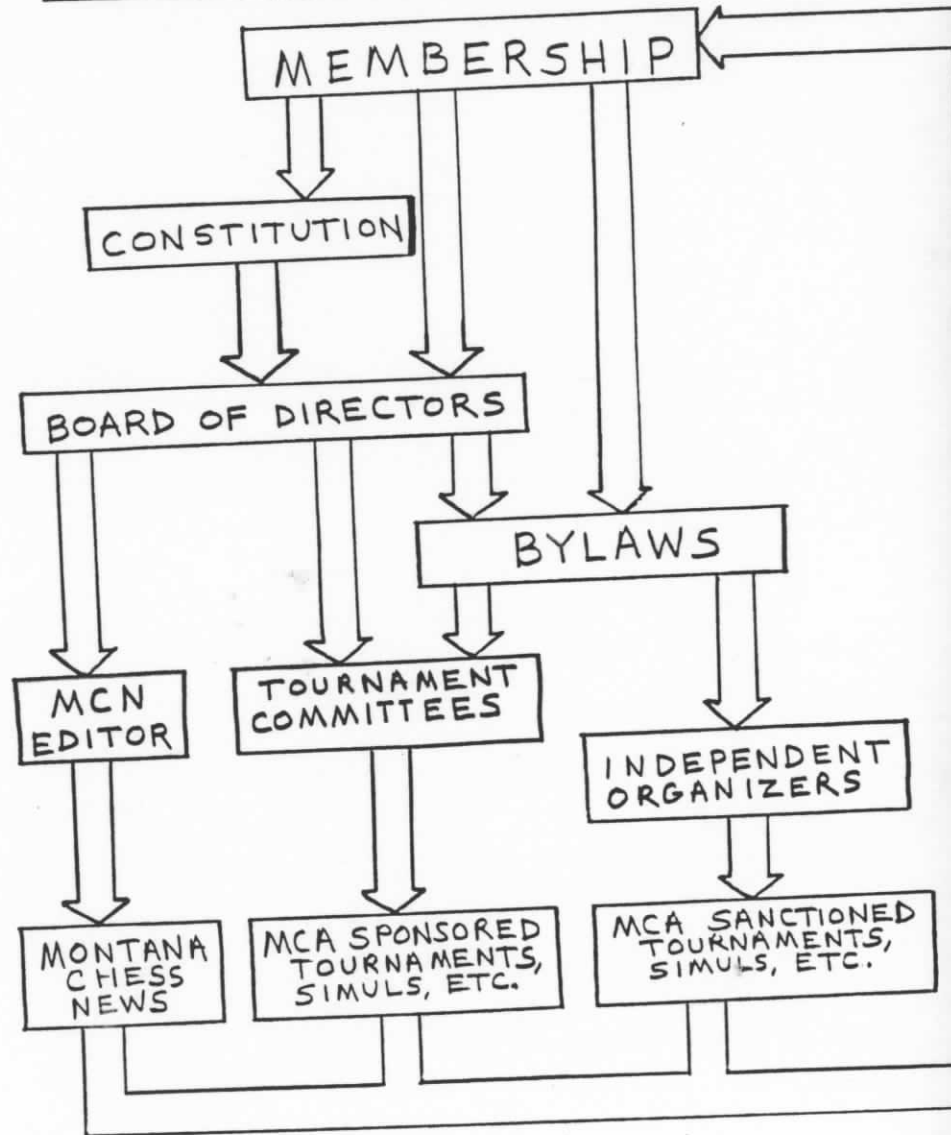 MEMBERSHIP
CONSTITUTION
BOARD OF DIRECTORS
BYLAWS
MCN
EDITOR
TOURNAMENT
COMMITTEES
INDEPENDENT
ORGANIZERS
MONTANA
CHESS
NEWS
MCA SPONSORED
TOURNAMENTS,
SIMULS, ETC.
MCA SANCTIONED
TOURNAMENTS,
SIMULS, ETC.